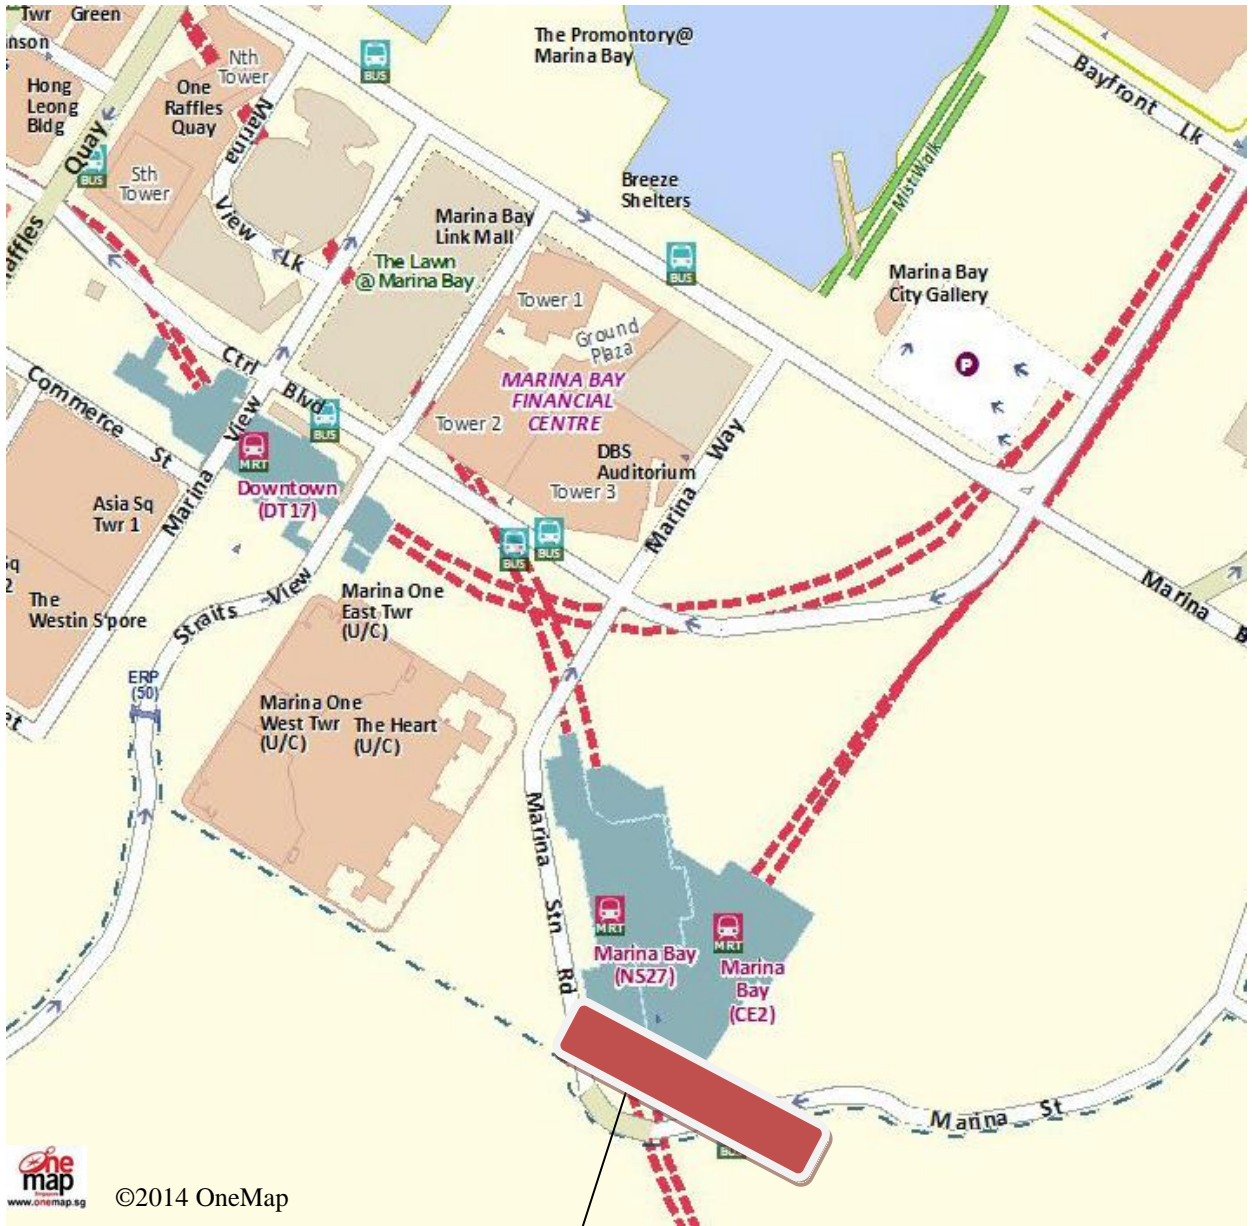 Twr Green
nson
Hong
Leong
Bldg
Nth
Tower
One
Raffles
Quay
Sth
Tower
Raffles Quay
BUS
BUS
Marina View Lk
The Promontory@
Marina Bay
Breeze
Shelters
Mist Walk
Bayfront Lk
Marina Bay
Link Mall
The Lawn
@ Marina Bay
BUS
Marina Bay
City Gallery
P
Tower 1
Ground
Plaza
MARINA BAY
FINANCIAL
CENTRE
Tower 2
DBS
Auditorium
Tower 3
Ctrl Blvd
BUS
Commerce St
Marina View
MRT
Downtown
(DT17)
Asia Sq
Twr 1
The
Westin S'pore
Straits View
BUS
BUS
Marina Way
Marina
Marina One
East Twr
(U/C)
ERP
(50)
Marina One
West Twr
(U/C)
The Heart
(U/C)
Marina Stn Rd
MRT
Marina Bay
(NS27)
MRT
Marina
Bay
(CE2)
Marina St
One
map
Singapore
www.onemap.sg
©2014 OneMap